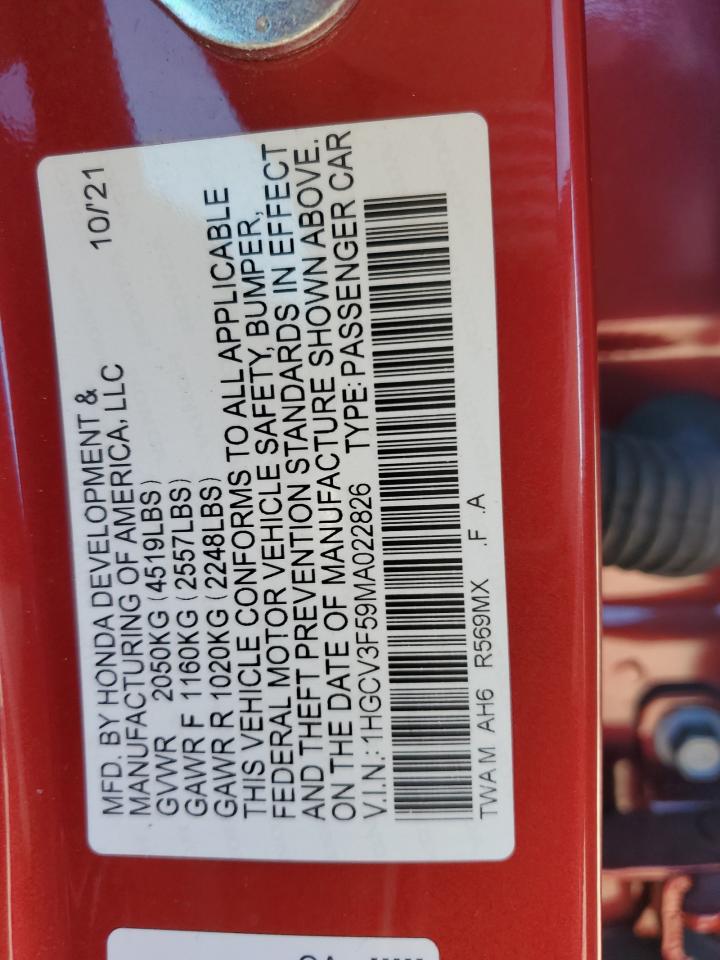 MFD. BY HONDA DEVELOPMENT & 10/'21
MANUFACTURING OF AMERICA, LLC
GVWR 2050KG (4519LBS)
GAWR F 1160KG (2557LBS)
GAWR R 1020KG (2248LBS)
THIS VEHICLE CONFORMS TO ALL APPLICABLE
FEDERAL MOTOR VEHICLE SAFETY, BUMPER,
AND THEFT PREVENTION STANDARDS IN EFFECT
ON THE DATE OF MANUFACTURE SHOWN ABOVE.
V.I.N.: 1HGCV3F59MA022826 TYPE: PASSENGER CAR
TWA M AH6 R569MX .F .A